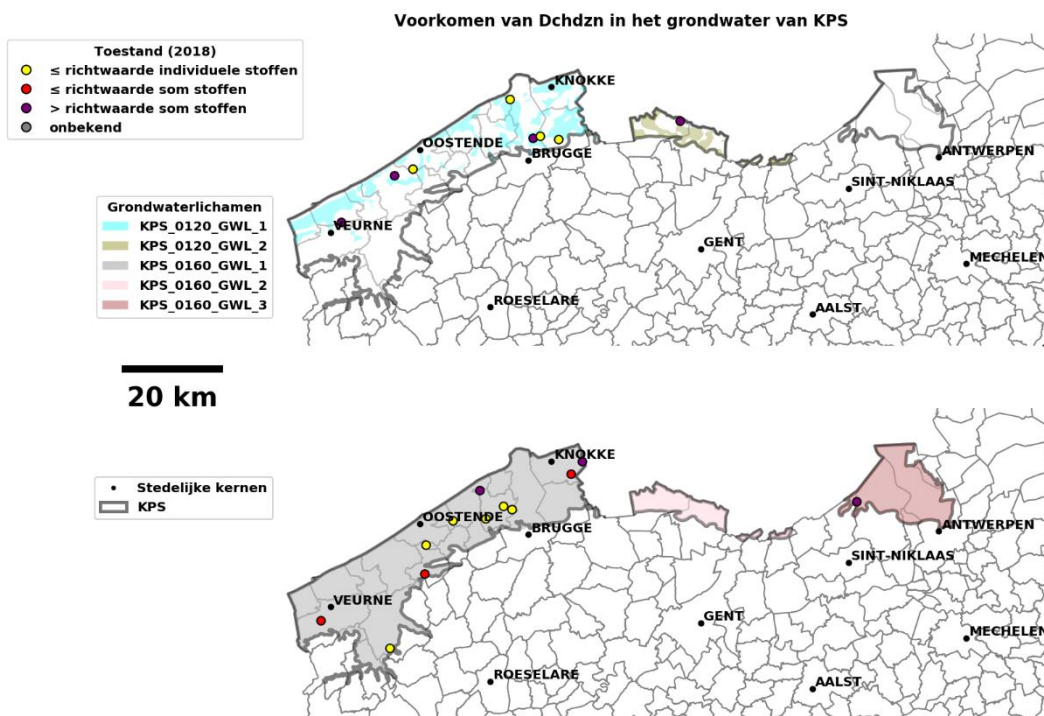 Voorkomen van Dchdzn in het grondwater van KPS
Toestand (2018)
≤ richtwaarde individuele stoffen
≤ richtwaarde som stoffen
> richtwaarde som stoffen
onbekend
KNOKKE
OOSTENDE
BRUGGE
ANTWERPEN
SINT-NIKLAAS
VEURNE
GENT
MECHELEN
ROESELARE
AALST
Grondwaterlichamen
KPS_0120_GWL_1
KPS_0120_GWL_2
KPS_0160_GWL_1
KPS_0160_GWL_2
KPS_0160_GWL_3
20 km
Stedelijke kernen
KPS
KNOKKE
OOSTENDE
BRUGGE
ANTWERPEN
SINT-NIKLAAS
VEURNE
GENT
MECHELEN
ROESELARE
AALST